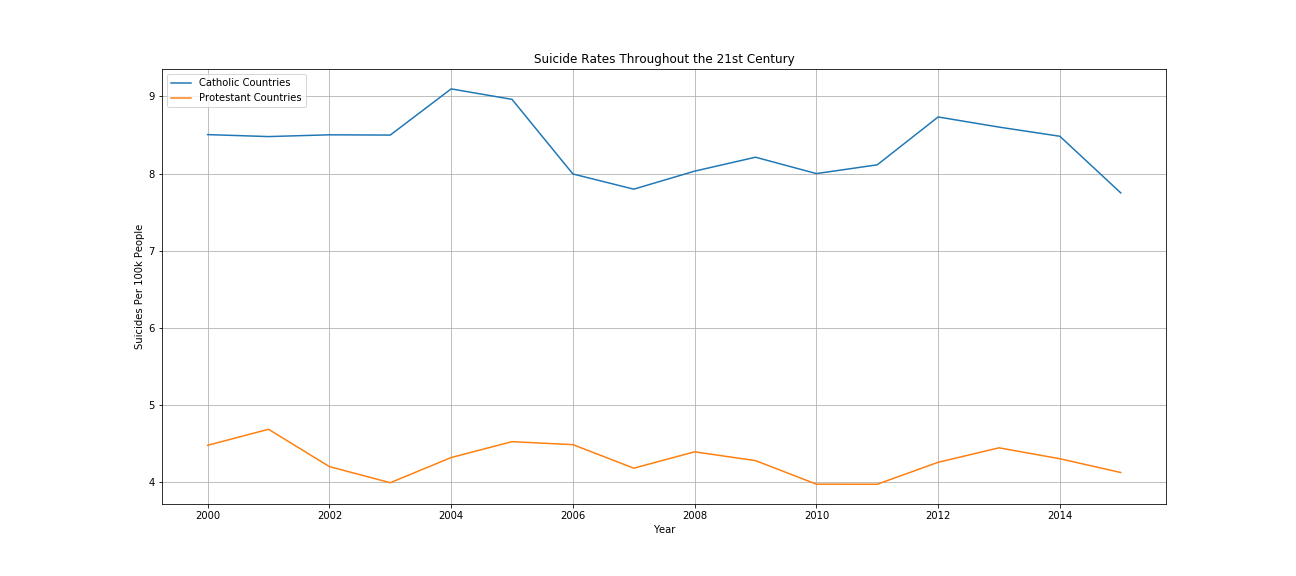 Suicide Rates Throughout the 21st Century
Catholic Countries
Protestant Countries
Suicides Per 100k People
9
8
7
6
5
4
2000 2002 2004 2006 2008 2010 2012 2014
Year